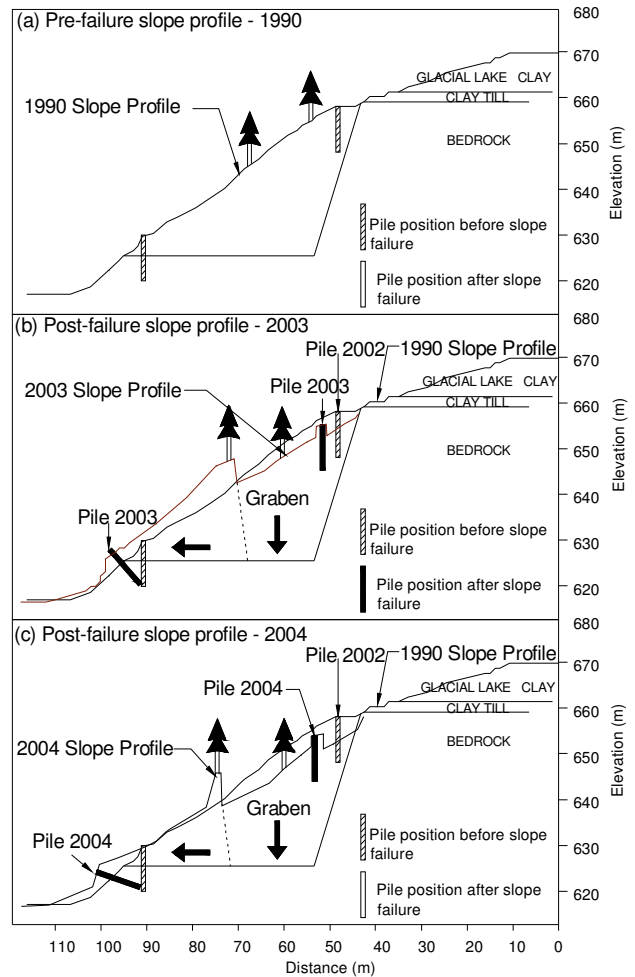 (a) Pre-failure slope profile - 1990
680
670
660
650
640
630
620
Elevation (m)
GLACIAL LAKE CLAY
CLAY TILL
BEDROCK
1990 Slope Profile
Pile position before slope
failure
Pile position after slope
failure
(b) Post-failure slope profile - 2003
680
670
660
650
640
630
620
Elevation (m)
Pile 2002
1990 Slope Profile
2003 Slope Profile
Pile 2003
GLACIAL LAKE CLAY
CLAY TILL
BEDROCK
Graben
Pile 2003
Pile position before slope
failure
Pile position after slope
failure
(c) Post-failure slope profile - 2004
680
670
660
650
640
630
620
Elevation (m)
Pile 2002
1990 Slope Profile
Pile 2004
GLACIAL LAKE CLAY
CLAY TILL
BEDROCK
2004 Slope Profile
Graben
Pile 2004
Pile position before slope
failure
Pile position after slope
failure
110 100 90 80 70 60 50 40 30 20 10 0
Distance (m)